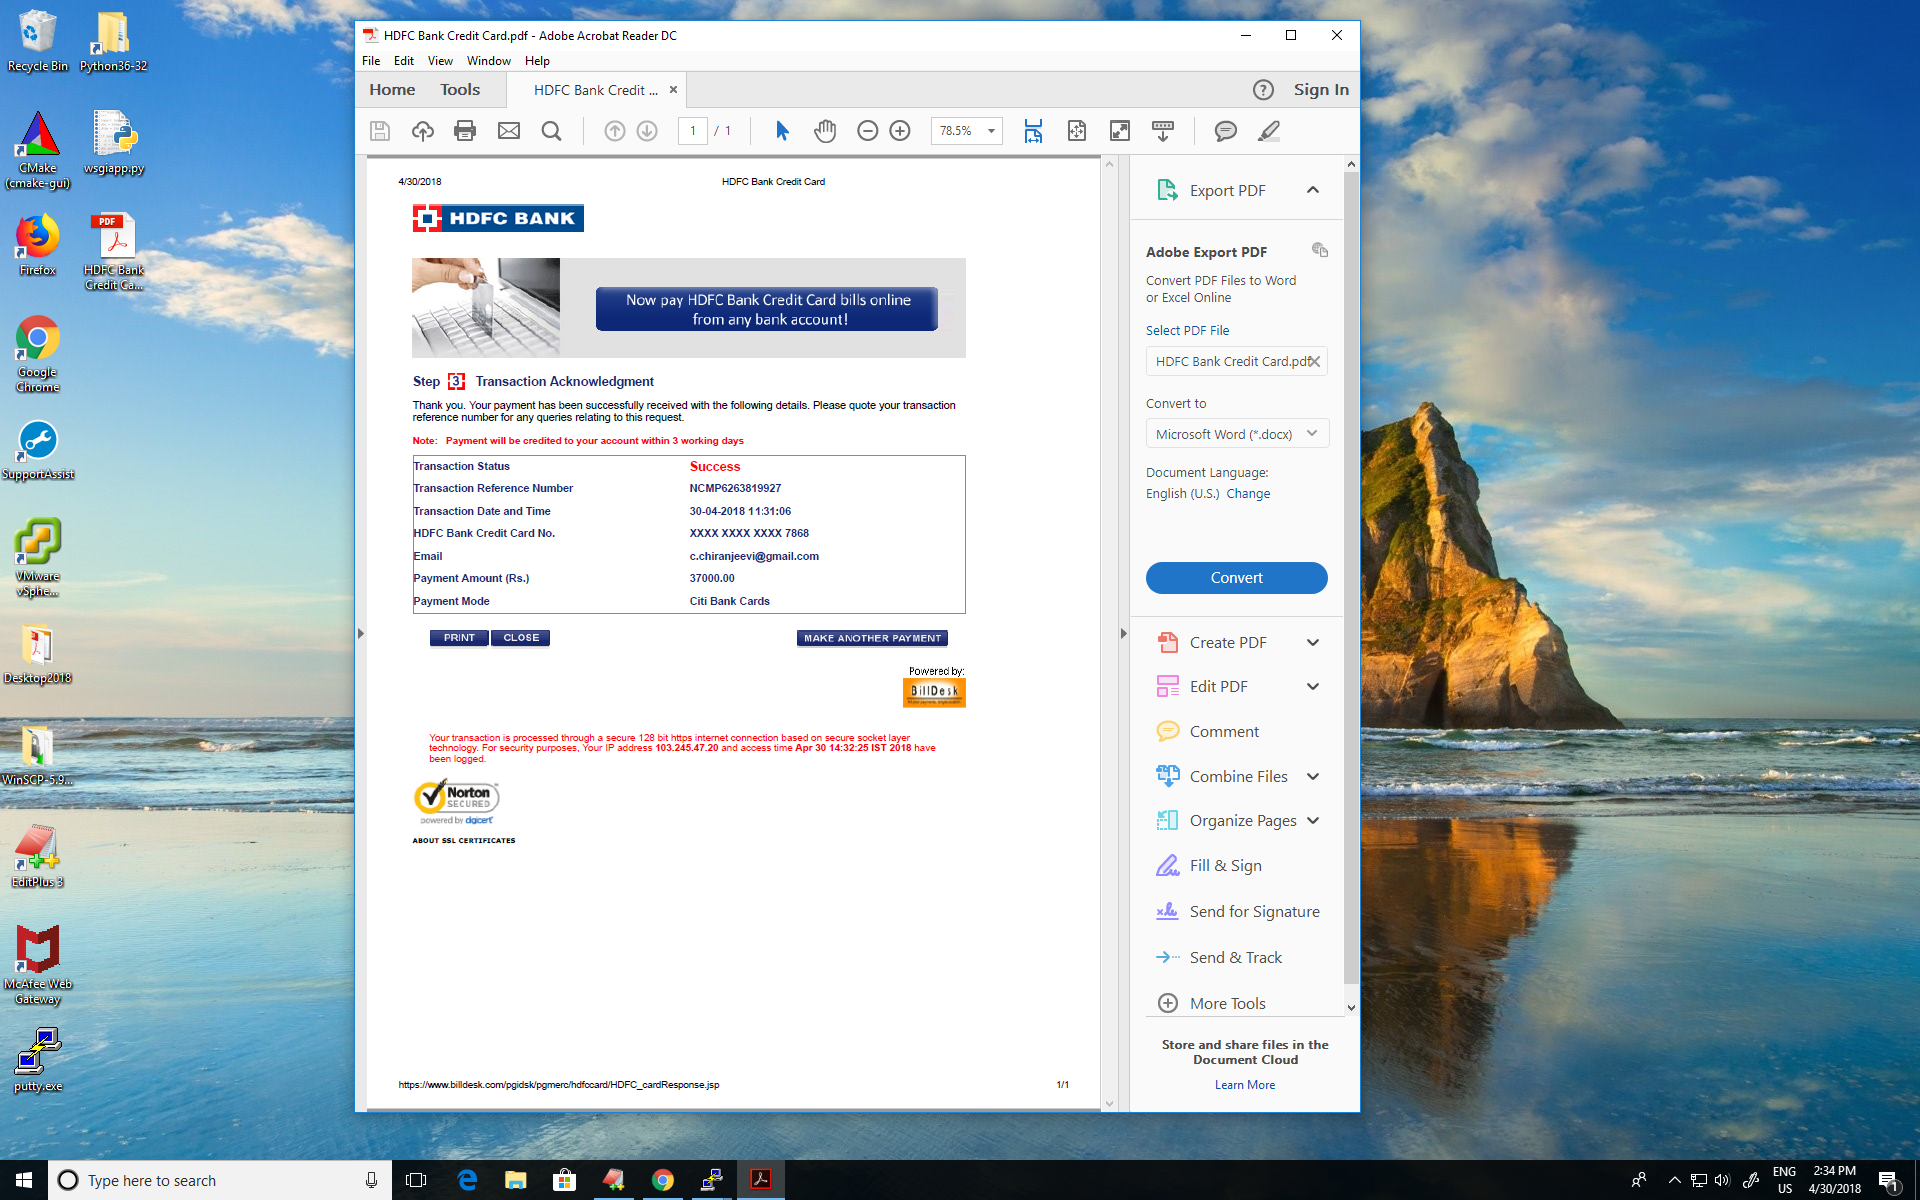 Recycle Bin
Python36-32
CMake
(cmake-gui)
wsgiapp.py
Firefox
PDF
HDFC Bank
Credit Ca...
Google
Chrome
SupportAssist
VMware
vSphe...
Desktop2018
WinSCP-5.9...
EditPlus 3
McAfee Web
Gateway
putty.exe
HDFC Bank Credit Card.pdf - Adobe Acrobat Reader DC
File Edit View Window Help
Home Tools HDFC Bank Credit ... Sign In
1 / 1 78.5%
4/30/2018 HDFC Bank Credit Card
HDFC BANK
Now pay HDFC Bank Credit Card bills online
from any bank account!
Step 3 Transaction Acknowledgment
Thank you. Your payment has been successfully received with the following details. Please quote your transaction
reference number for any queries relating to this request.
Note: Payment will be credited to your account within 3 working days
Transaction Status Success
Transaction Reference Number NCMP6263819927
Transaction Date and Time 30-04-2018 11:31:06
HDFC Bank Credit Card No. XXXX XXXX XXXX 7868
Email c.chiranjeevi@gmail.com
Payment Amount (Rs.) 37000.00
Payment Mode Citi Bank Cards
PRINT CLOSE MAKE ANOTHER PAYMENT
Powered by:
BillDesk
Your transaction is processed through a secure 128 bit https internet connection based on secure socket layer
technology. For security purposes, Your IP address 103.245.47.20 and access time Apr 30 14:32:25 IST 2018 have
been logged.
Norton
SECURED
powered by digicert
ABOUT SSL CERTIFICATES
https://www.billdesk.com/pgidsk/pgmerc/hdfccard/HDFC_cardResponse.jsp 1/1
Export PDF
Adobe Export PDF
Convert PDF Files to Word
or Excel Online
Select PDF File
HDFC Bank Credit Card.pdf
Convert to
Microsoft Word (*.docx)
Document Language:
English (U.S.) Change
Convert
Create PDF
Edit PDF
Comment
Combine Files
Organize Pages
Fill & Sign
Send for Signature
Send & Track
More Tools
Store and share files in the
Document Cloud
Learn More
Type here to search
ENG
US
2:34 PM
4/30/2018
1